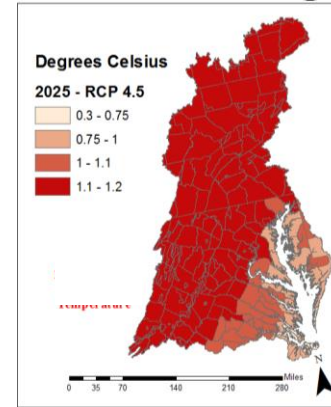 Degrees Celsius
2025 - RCP 4.5
0.3 - 0.75
0.75 - 1
1 - 1.1
1.1 - 1.2
Temperature
Miles
0 35 70 140 210 280
N